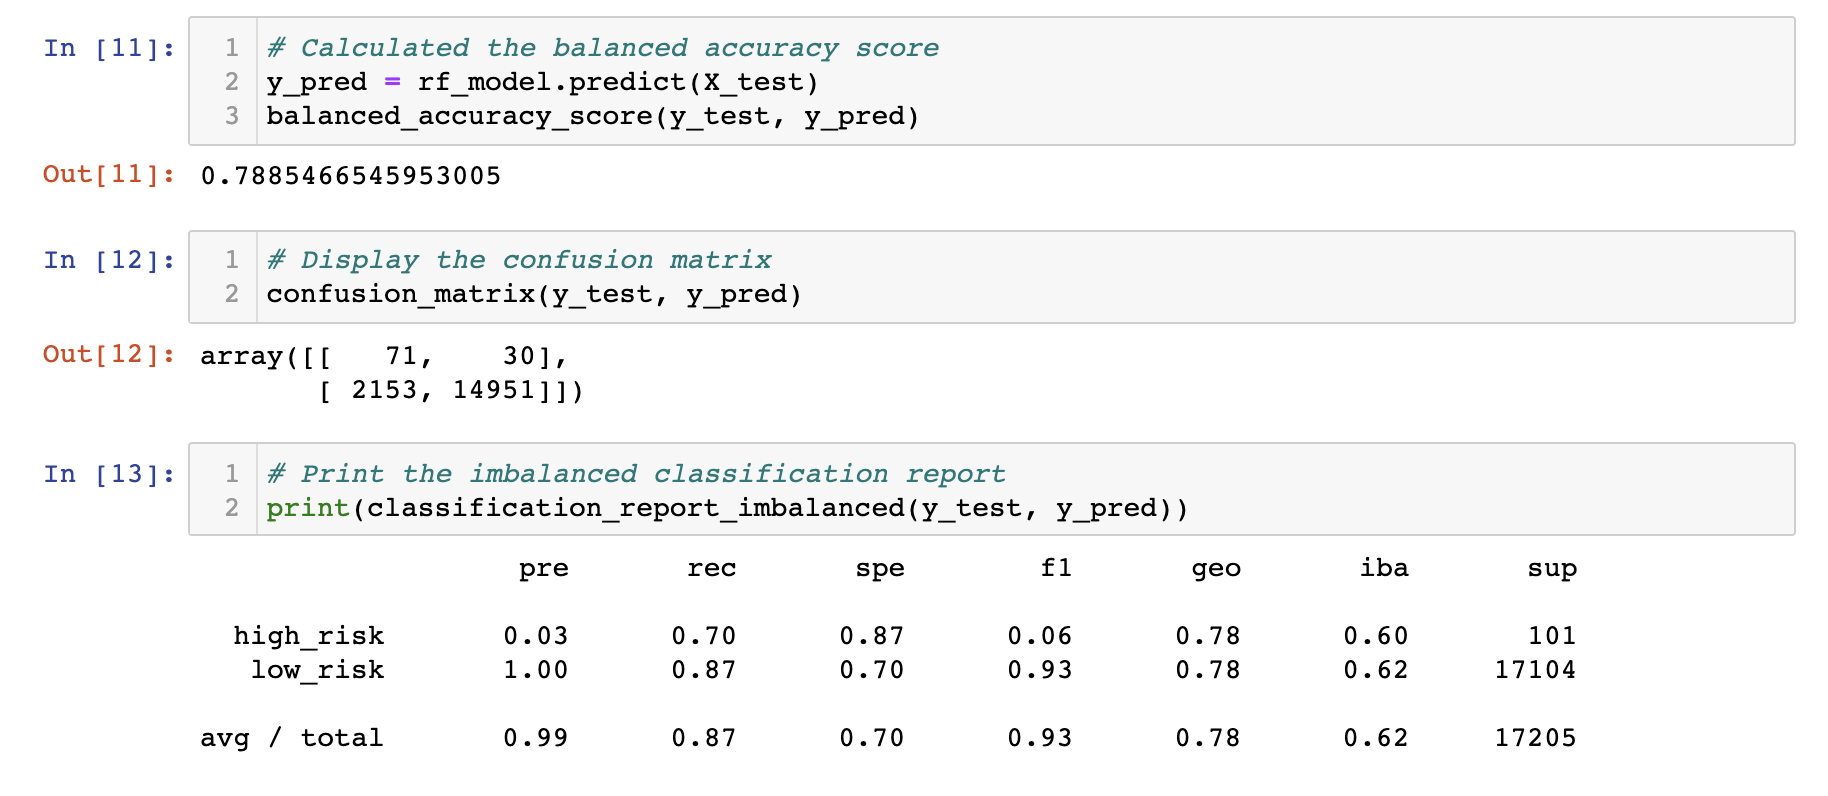 In [11]: 1 # Calculated the balanced accuracy score
2 y_pred = rf_model.predict(X_test)
3 balanced_accuracy_score(y_test, y_pred)
Out[11]: 0.7885466545953005
In [12]: 1 # Display the confusion matrix
2 confusion_matrix(y_test, y_pred)
Out[12]: array([[   71,    30],
       [ 2153, 14951]])
In [13]: 1 # Print the imbalanced classification report
2 print(classification_report_imbalanced(y_test, y_pred))
pre rec spe f1 geo iba sup
high_risk 0.03 0.70 0.87 0.06 0.78 0.60 101
low_risk 1.00 0.87 0.70 0.93 0.78 0.62 17104
avg / total 0.99 0.87 0.70 0.93 0.78 0.62 17205